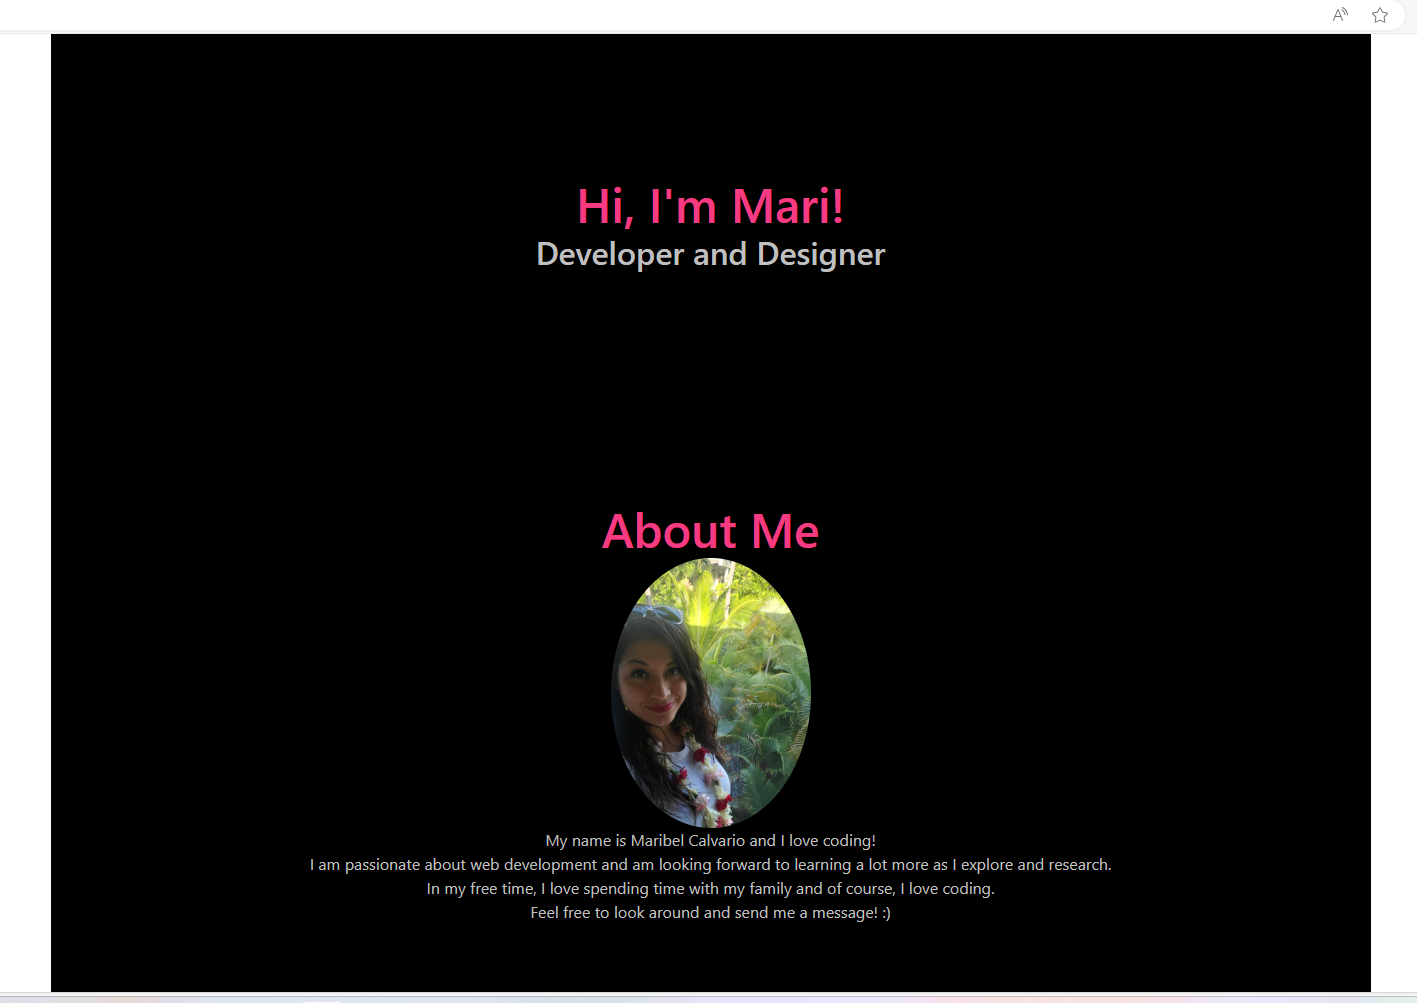 Hi, I'm Mari!
Developer and Designer
About Me
My name is Maribel Calvario and I love coding!
I am passionate about web development and am looking forward to learning a lot more as I explore and research.
In my free time, I love spending time with my family and of course, I love coding.
Feel free to look around and send me a message! :)